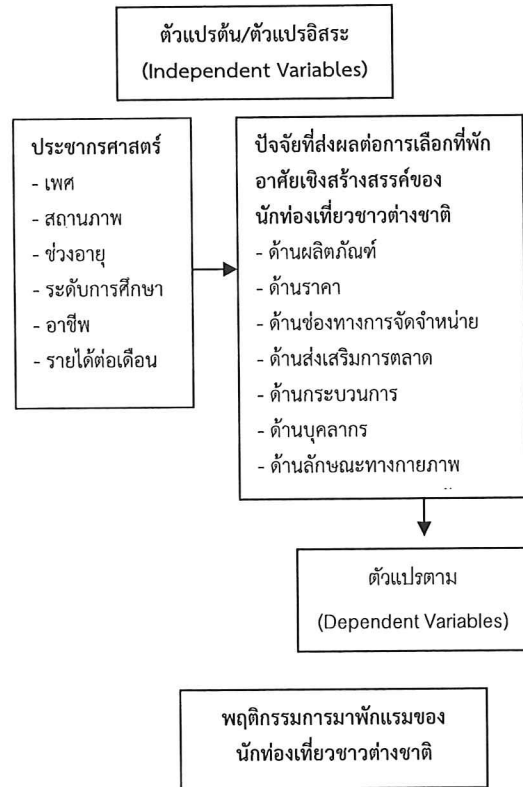 ตัวแปรต้น/ตัวแปรอิสระ
(Independent Variables)
ประชากรศาสตร์
- เพศ
- สถานภาพ
- ช่วงอายุ
- ระดับการศึกษา
- อาชีพ
- รายได้ต่อเดือน
ปัจจัยที่ส่งผลต่อการเลือกที่พัก
อาศัยเชิงสร้างสรรค์ของ
นักท่องเที่ยวชาวต่างชาติ
- ด้านผลิตภัณฑ์
- ด้านราคา
- ด้านช่องทางการจัดจำหน่าย
- ด้านส่งเสริมการตลาด
- ด้านกระบวนการ
- ด้านบุคลากร
- ด้านลักษณะทางกายภาพ
ตัวแปรตาม
(Dependent Variables)
พฤติกรรมการมาพักแรมของ
นักท่องเที่ยวชาวต่างชาติ